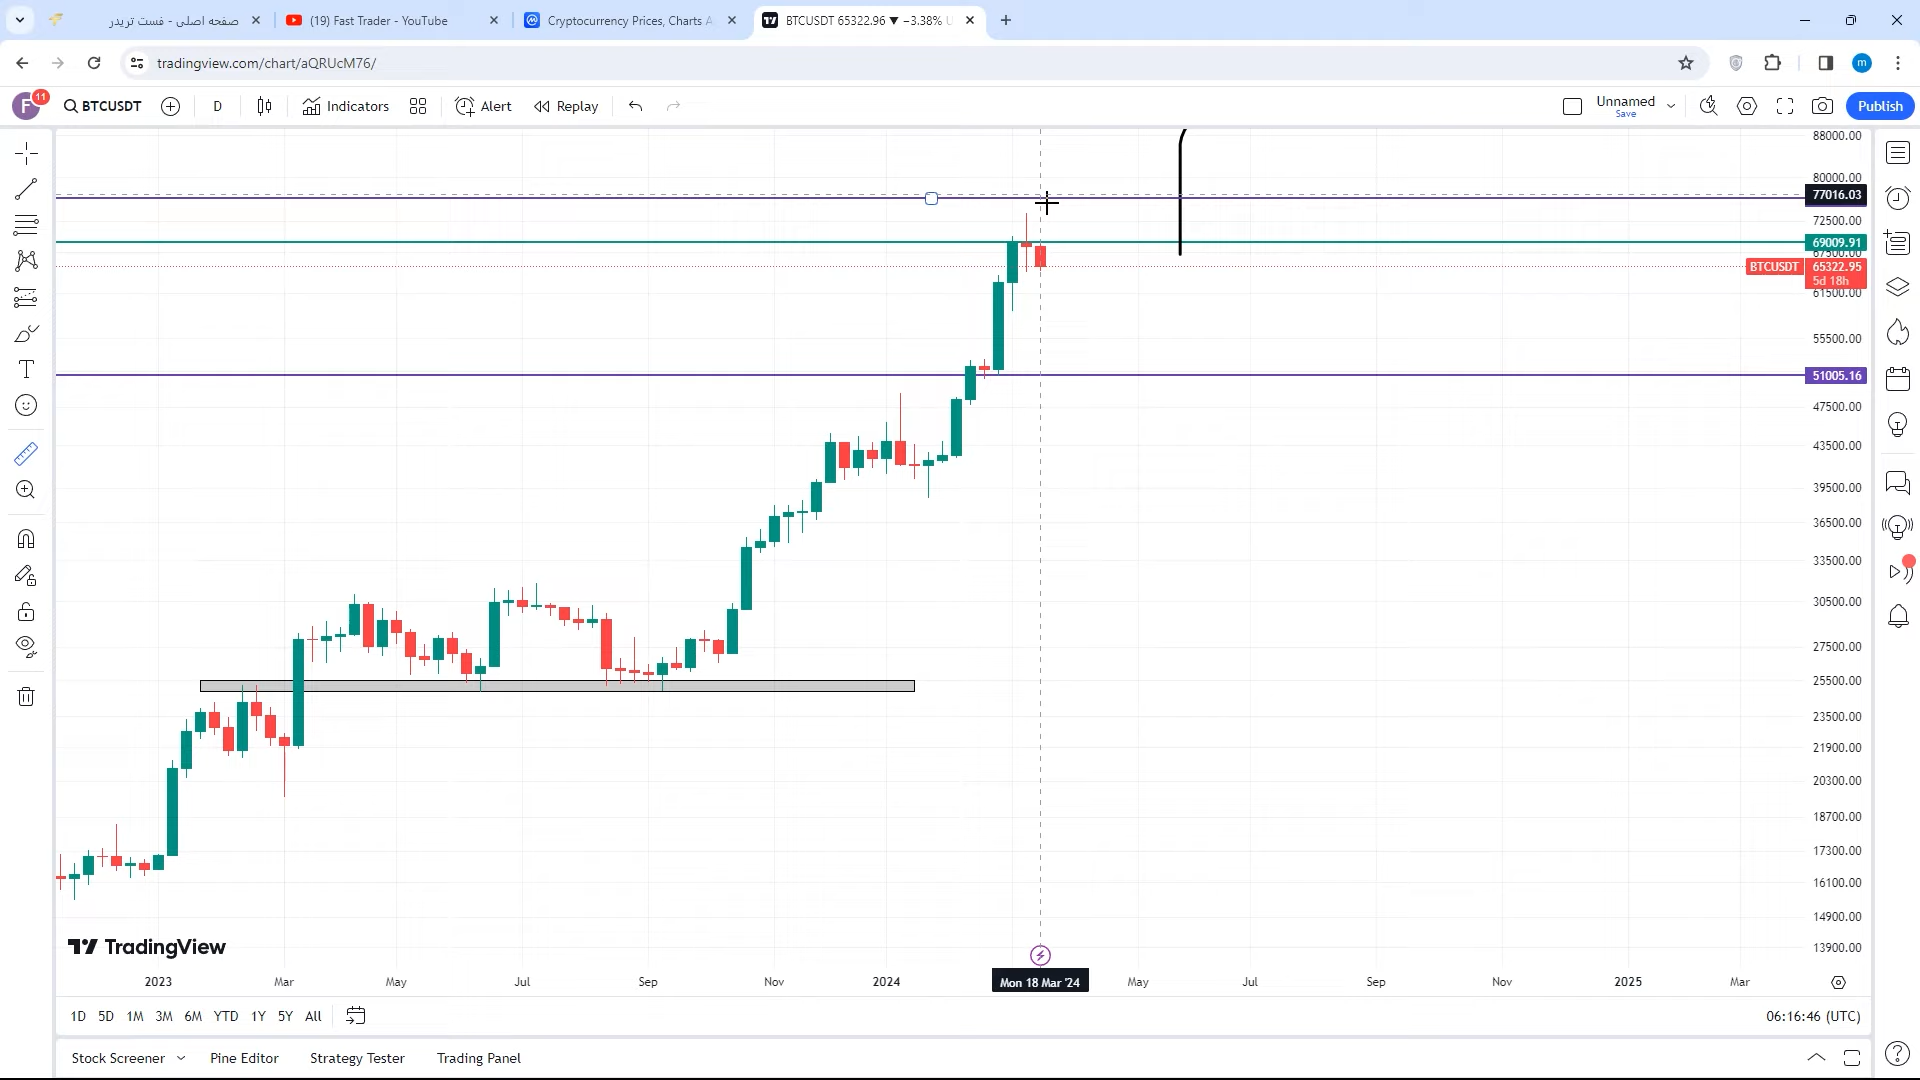 صفحه اصلی - فست تریدر
(19) Fast Trader - YouTube
Cryptocurrency Prices, Charts A
BTCUSDT 65322.96 ▼ −3.38% U
tradingview.com/chart/aQRUcM76/
m
F
11
BTCUSDT
D
Indicators
Alert
Replay
Unnamed
Save
Publish
88000.00
80000.00
77016.03
72500.00
69009.91
67500.00
BTCUSDT
65322.95
5d 18h
61500.00
55500.00
51005.16
47500.00
43500.00
39500.00
36500.00
33500.00
30500.00
27500.00
25500.00
23500.00
21900.00
20300.00
18700.00
17300.00
16100.00
14900.00
13900.00
TradingView
2023 Mar May Jul Sep Nov 2024 Mon 18 Mar '24 May Jul Sep Nov 2025 Mar
1D 5D 1M 3M 6M YTD 1Y 5Y All
06:16:46 (UTC)
Stock Screener Pine Editor Strategy Tester Trading Panel